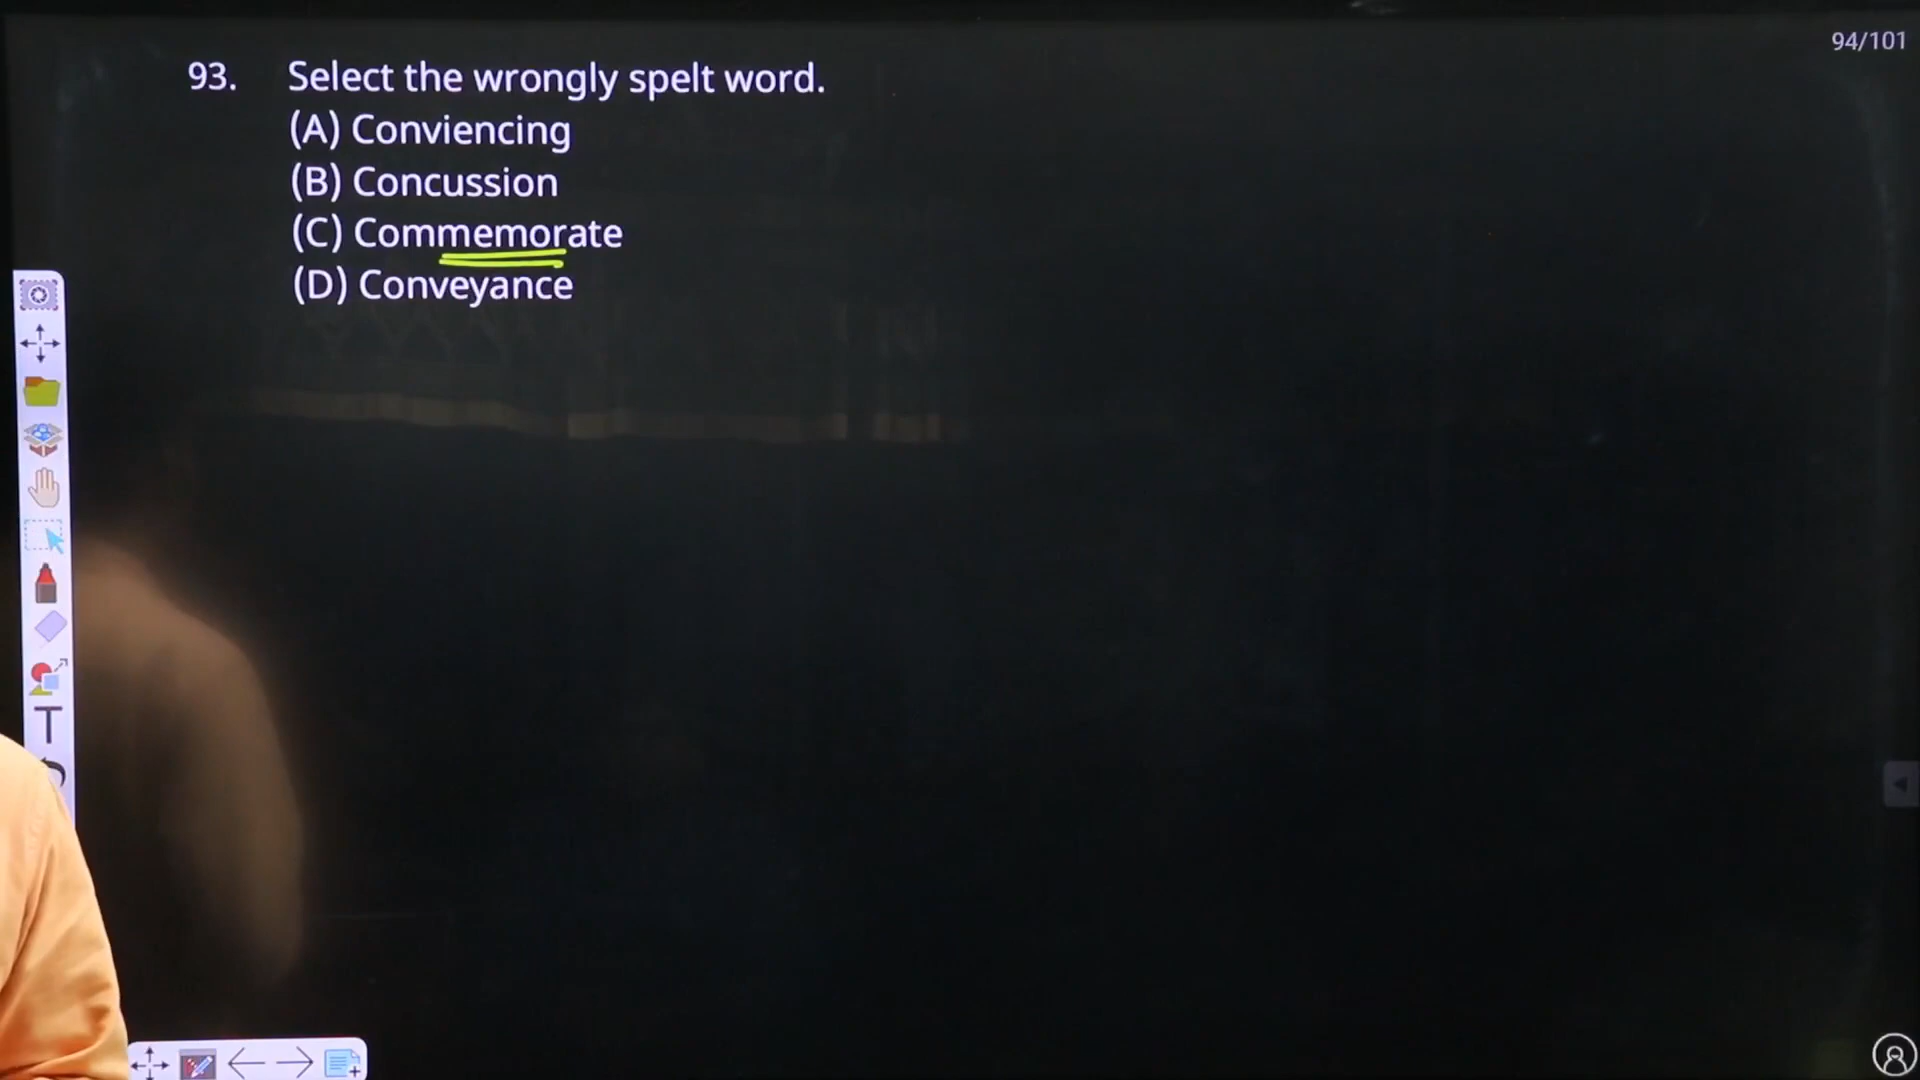 94/101
93. Select the wrongly spelt word.
(A) Conviencing
(B) Concussion
(C) Commemorate
(D) Conveyance
T